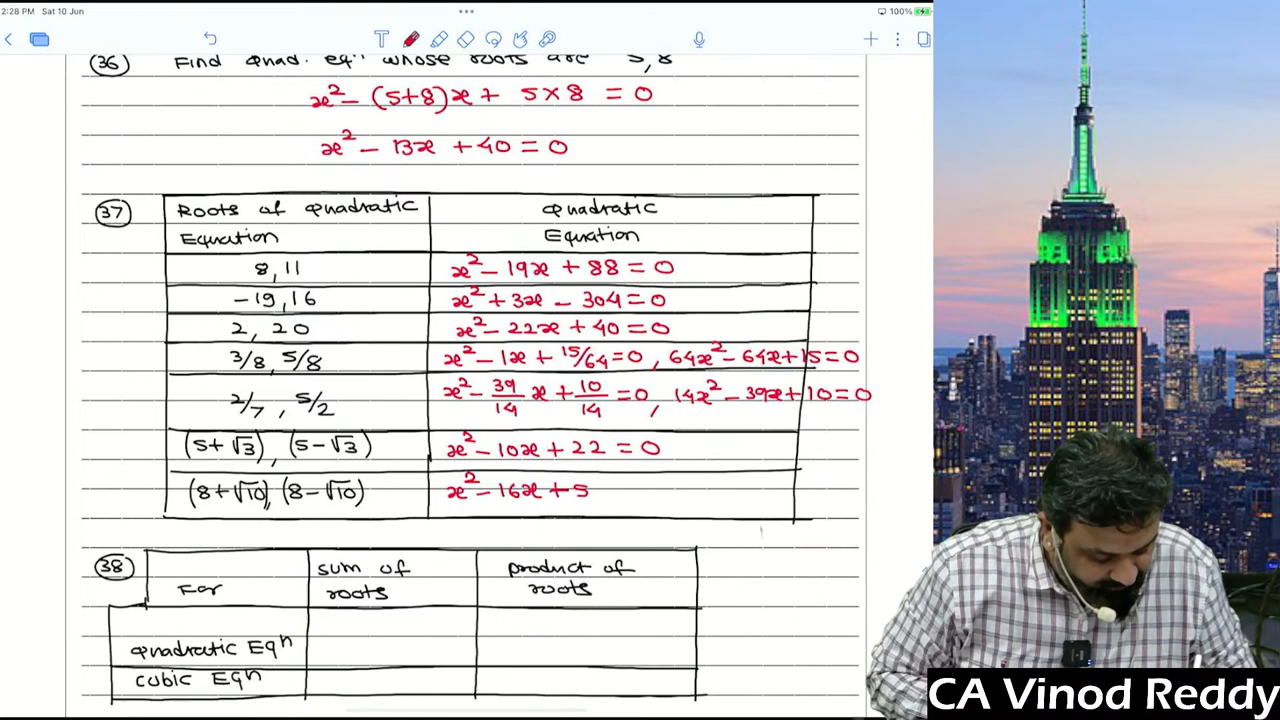 2:28 PM Sat 10 Jun
100%
T
(36) Find Quad. eqⁿ whose roots are 5, 8
x² - (5+8)x + 5 × 8 = 0
x² - 13x + 40 = 0
(37) Roots of Quadratic Equation
Quadratic Equation
8, 11 x² - 19x + 88 = 0
-19, 16 x² + 3x - 304 = 0
2, 20 x² - 22x + 40 = 0
3/8, 5/8 x² - 1x + 15/64 = 0, 64x² - 64x + 15 = 0
2/7, 5/2 x² - 39/14 x + 10/14 = 0, 14x² - 39x + 10 = 0
(5+√3), (5-√3) x² - 10x + 22 = 0
(8+√10), (8-√10) x² - 16x + 5
(38) For sum of roots product of roots
Quadratic Eqⁿ
cubic Eqⁿ
CA Vinod Reddy